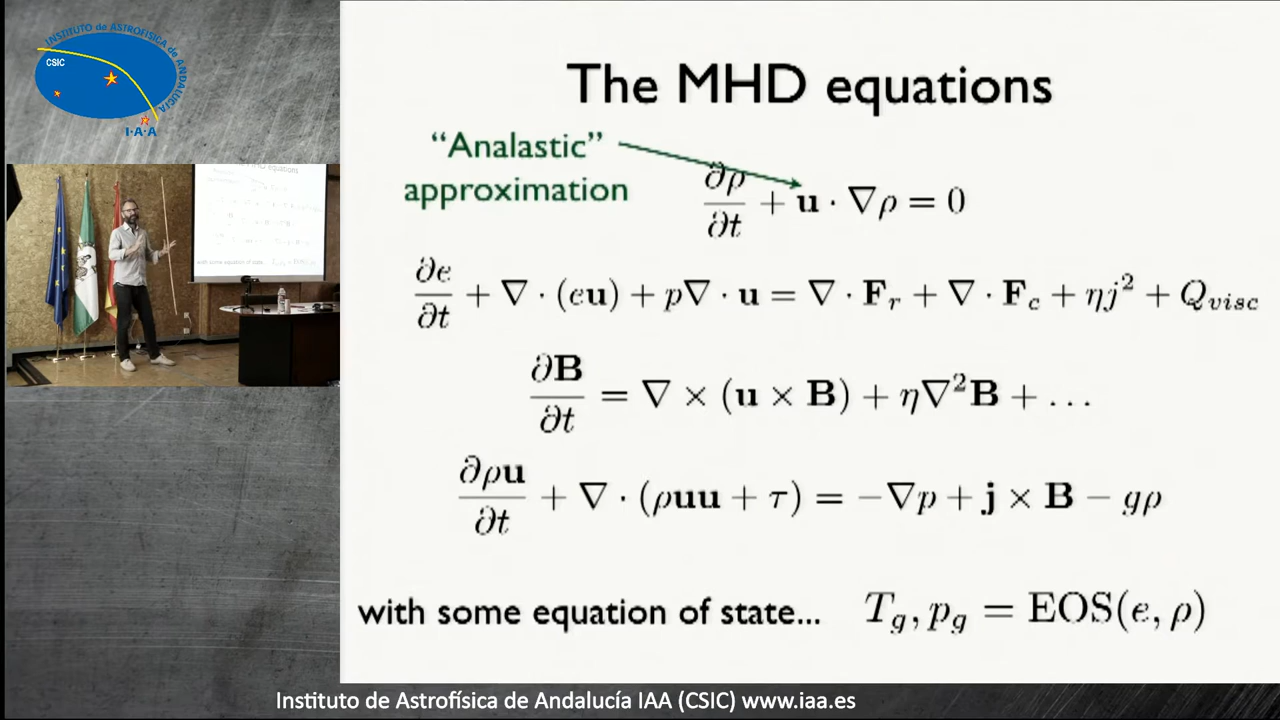 INSTITUTO de ASTROFÍSICA de ANDALUCÍA
CSIC
I·A·A
The MHD equations
“Analastic”
approximation
∂ρ/∂t + u · ∇ρ = 0
∂e/∂t + ∇ · (eu) + p∇ · u = ∇ · F_r + ∇ · F_c + ηj² + Q_visc
∂B/∂t = ∇ × (u × B) + η∇²B + . . .
∂ρu/∂t + ∇ · (ρuu + τ) = −∇p + j × B − gρ
with some equation of state... T_g, p_g = EOS(e, ρ)
Instituto de Astrofísica de Andalucía IAA (CSIC) www.iaa.es